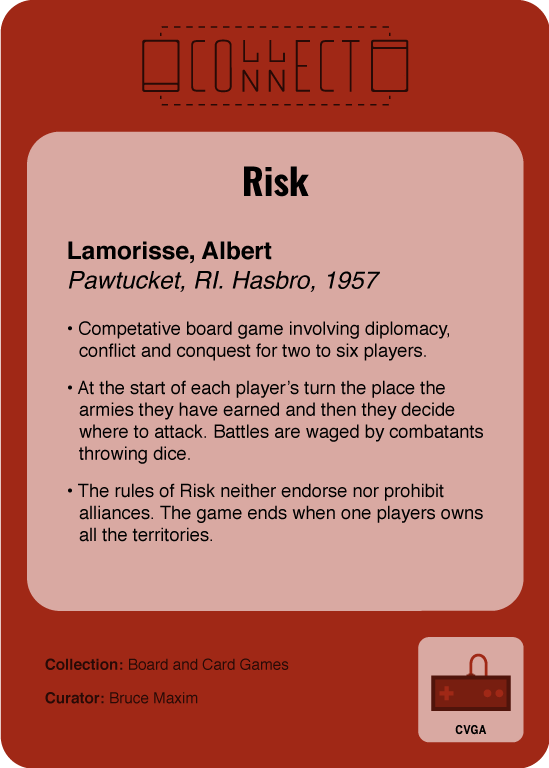 COLLECT
CONNECT
Risk
Lamorisse, Albert
Pawtucket, RI. Hasbro, 1957
• Competative board game involving diplomacy,
conflict and conquest for two to six players.
• At the start of each player’s turn the place the
armies they have earned and then they decide
where to attack. Battles are waged by combatants
throwing dice.
• The rules of Risk neither endorse nor prohibit
alliances. The game ends when one players owns
all the territories.
Collection: Board and Card Games
Curator: Bruce Maxim
CVGA